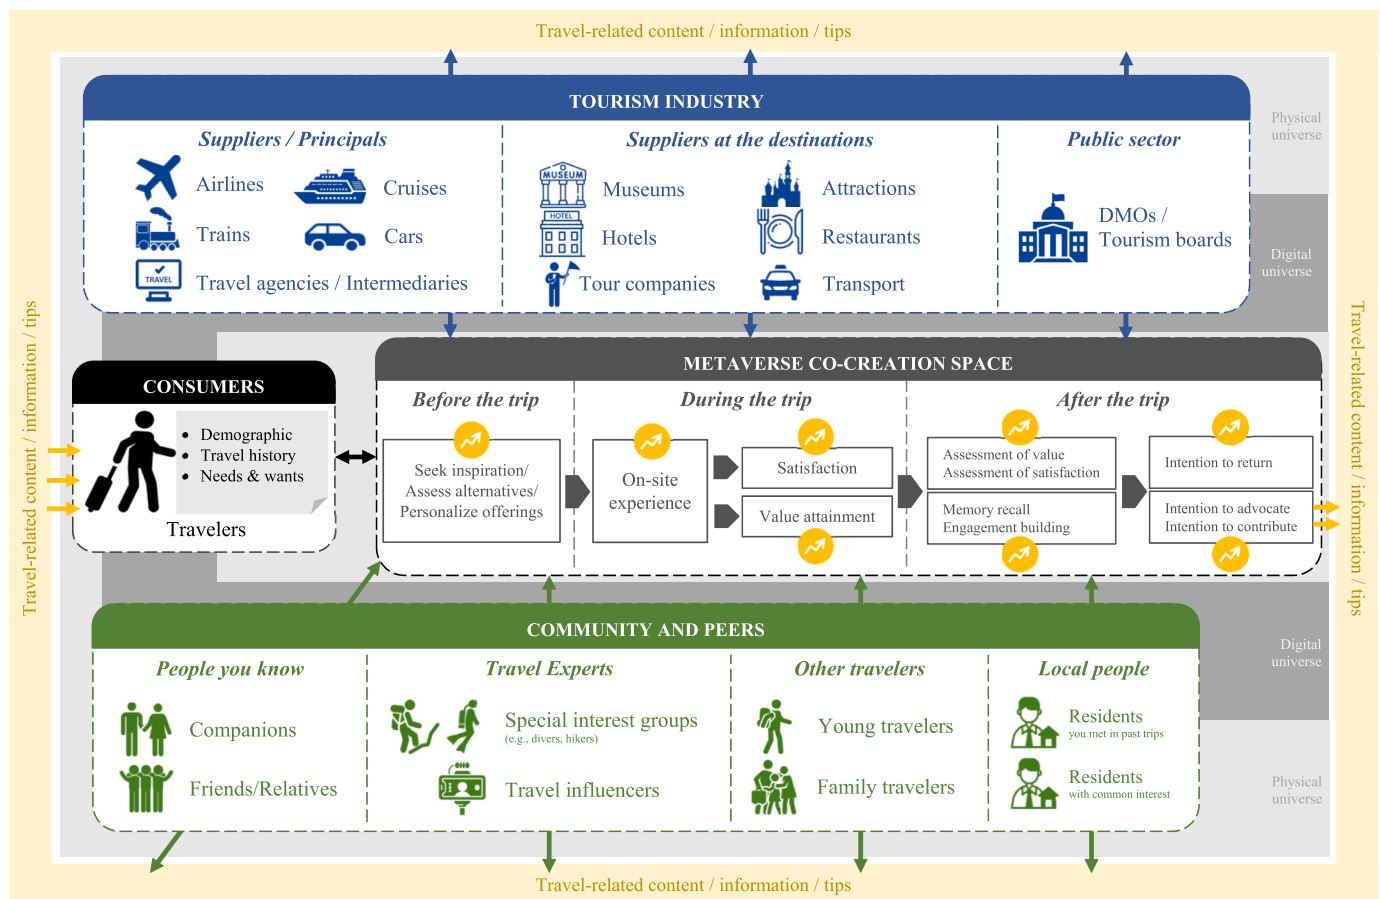 Travel-related content / information / tips
TOURISM INDUSTRY
Physical
universe
Suppliers / Principals
Airlines
Cruises
Trains
Cars
TRAVEL
Travel agencies / Intermediaries
Suppliers at the destinations
MUSEUM
Museums
Attractions
HOTEL
Hotels
Restaurants
Tour companies
Transport
Public sector
DMOs /
Tourism boards
Digital
universe
Travel-related content / information / tips
CONSUMERS
Demographic
Travel history
Needs & wants
Travelers
METAVERSE CO-CREATION SPACE
Before the trip
Seek inspiration/
Assess alternatives/
Personalize offerings
During the trip
On-site
experience
Satisfaction
Value attainment
After the trip
Assessment of value
Assessment of satisfaction
Memory recall
Engagement building
Intention to return
Intention to advocate
Intention to contribute
Travel-related content / information / tips
COMMUNITY AND PEERS
People you know
Companions
Friends/Relatives
Travel Experts
Special interest groups
(e.g., divers, hikers)
Travel influencers
Other travelers
Young travelers
Family travelers
Local people
Residents
you met in past trips
Residents
with common interest
Digital
universe
Physical
universe
Travel-related content / information / tips